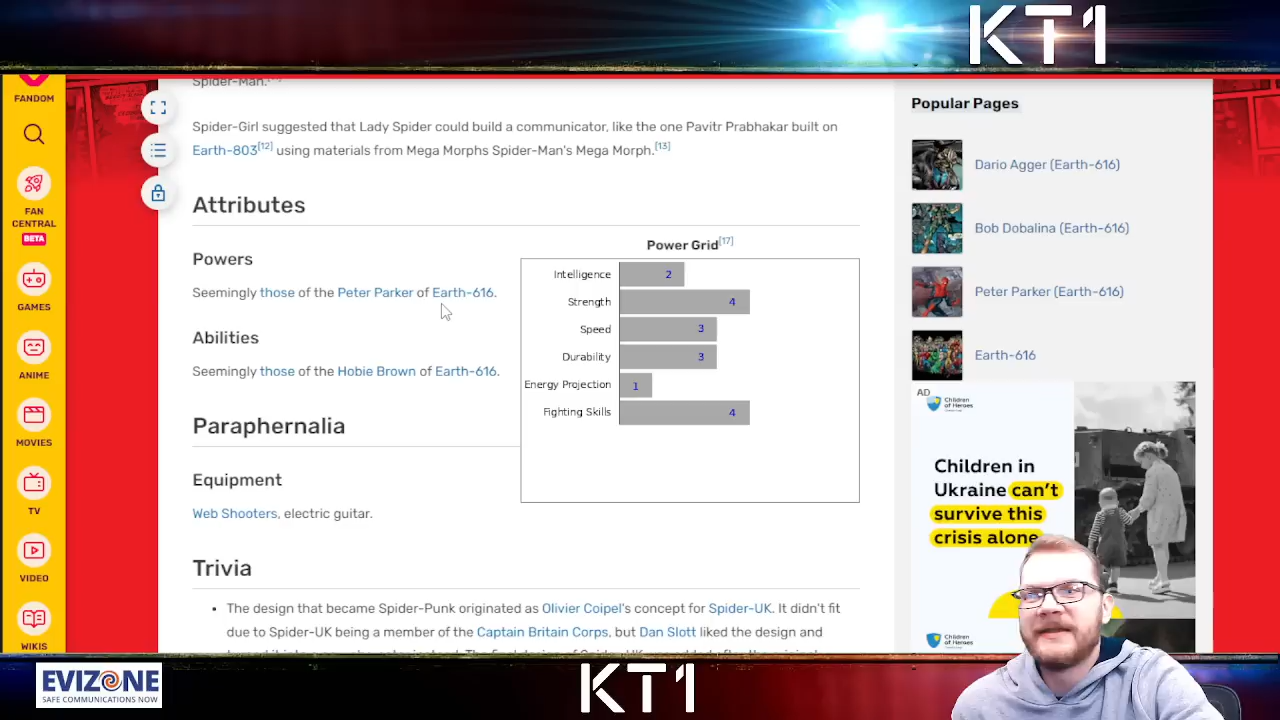 KT1
FANDOM
FAN
CENTRAL
BETA
GAMES
ANIME
MOVIES
TV
VIDEO
WIKIS
Spider-Man.
Spider-Girl suggested that Lady Spider could build a communicator, like the one Pavitr Prabhakar built on
Earth-803[12] using materials from Mega Morphs Spider-Man's Mega Morph.[13]
Attributes
Powers
Seemingly those of the Peter Parker of Earth-616.
Abilities
Seemingly those of the Hobie Brown of Earth-616.
Power Grid[17]
Intelligence 2
Strength 4
Speed 3
Durability 3
Energy Projection 1
Fighting Skills 4
Paraphernalia
Equipment
Web Shooters, electric guitar.
Trivia
The design that became Spider-Punk originated as Olivier Coipel's concept for Spider-UK. It didn't fit
due to Spider-UK being a member of the Captain Britain Corps, but Dan Slott liked the design and
Popular Pages
Dario Agger (Earth-616)
Bob Dobalina (Earth-616)
Peter Parker (Earth-616)
Earth-616
AD
Children
of Heroes
Children in
Ukraine can't
survive this
crisis alone
Children
of Heroes
EVIZONE
SAFE COMMUNICATIONS NOW
KT1